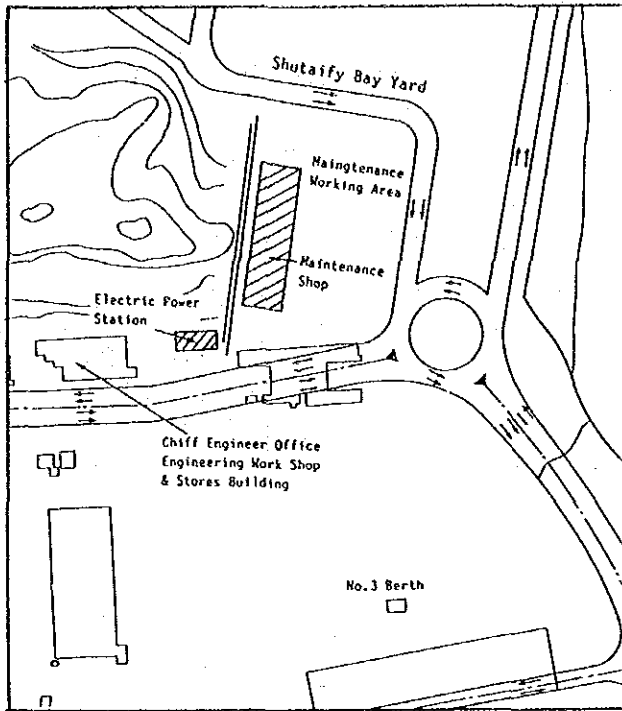 Shutaify Bay Yard
Maingtenance
Working Area
Maintenance
Shop
Electric Power
Station
Chiff Engineer Office
Engineering Work Shop
& Stores Building
No.3 Berth